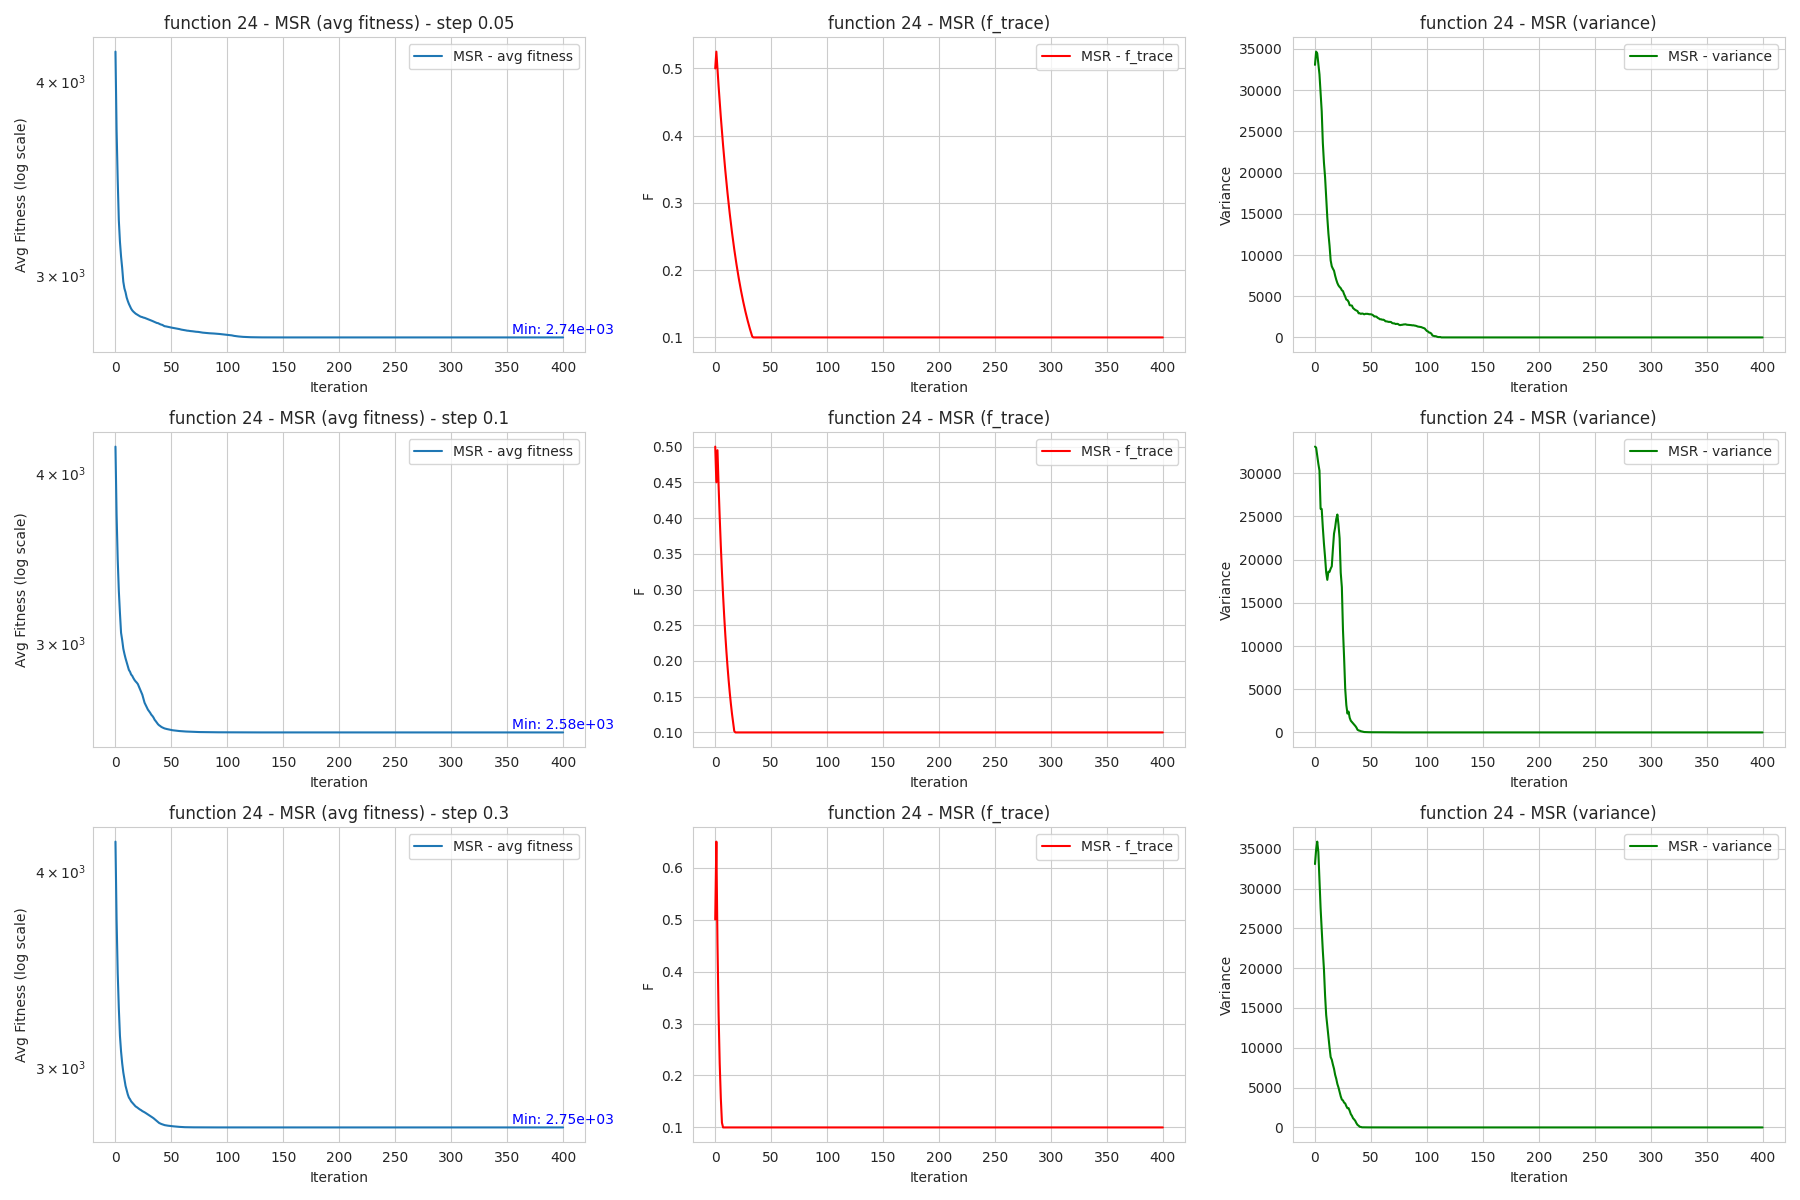 function 24 - MSR (avg fitness) - step 0.05
MSR - avg fitness
4 × 10³
3 × 10³
Avg Fitness (log scale)
Min: 2.74e+03
0 50 100 150 200 250 300 350 400
Iteration
function 24 - MSR (f_trace)
MSR - f_trace
0.5
0.4
0.3
0.2
0.1
F
0 50 100 150 200 250 300 350 400
Iteration
function 24 - MSR (variance)
MSR - variance
35000
30000
25000
20000
15000
10000
5000
0
Variance
0 50 100 150 200 250 300 350 400
Iteration
function 24 - MSR (avg fitness) - step 0.1
MSR - avg fitness
4 × 10³
3 × 10³
Avg Fitness (log scale)
Min: 2.58e+03
0 50 100 150 200 250 300 350 400
Iteration
function 24 - MSR (f_trace)
MSR - f_trace
0.50
0.45
0.40
0.35
0.30
0.25
0.20
0.15
0.10
F
0 50 100 150 200 250 300 350 400
Iteration
function 24 - MSR (variance)
MSR - variance
30000
25000
20000
15000
10000
5000
0
Variance
0 50 100 150 200 250 300 350 400
Iteration
function 24 - MSR (avg fitness) - step 0.3
MSR - avg fitness
4 × 10³
3 × 10³
Avg Fitness (log scale)
Min: 2.75e+03
0 50 100 150 200 250 300 350 400
Iteration
function 24 - MSR (f_trace)
MSR - f_trace
0.6
0.5
0.4
0.3
0.2
0.1
F
0 50 100 150 200 250 300 350 400
Iteration
function 24 - MSR (variance)
MSR - variance
35000
30000
25000
20000
15000
10000
5000
0
Variance
0 50 100 150 200 250 300 350 400
Iteration